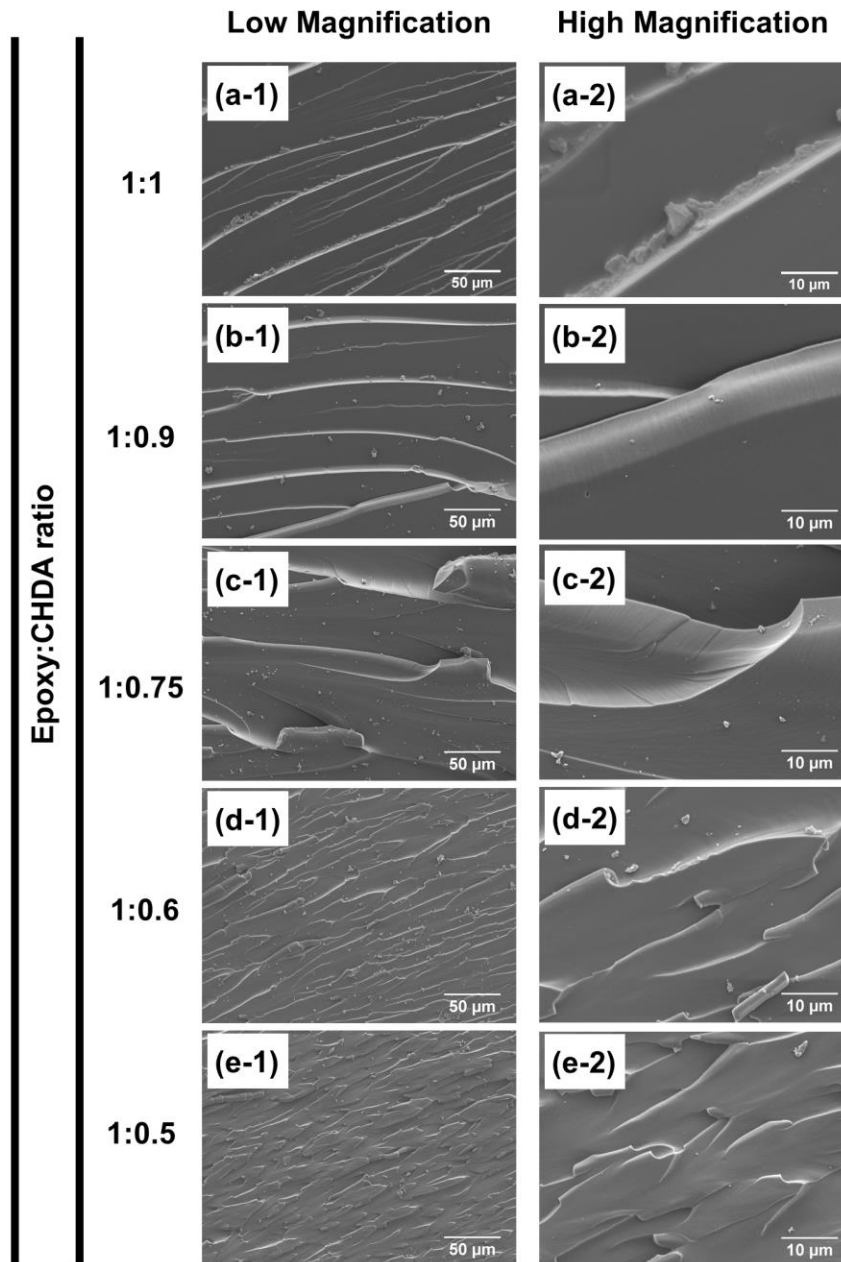 Low Magnification High Magnification
Epoxy:CHDA ratio
1:1
(a-1)
50 µm
(a-2)
10 µm
1:0.9
(b-1)
50 µm
(b-2)
10 µm
1:0.75
(c-1)
50 µm
(c-2)
10 µm
1:0.6
(d-1)
50 µm
(d-2)
10 µm
1:0.5
(e-1)
50 µm
(e-2)
10 µm